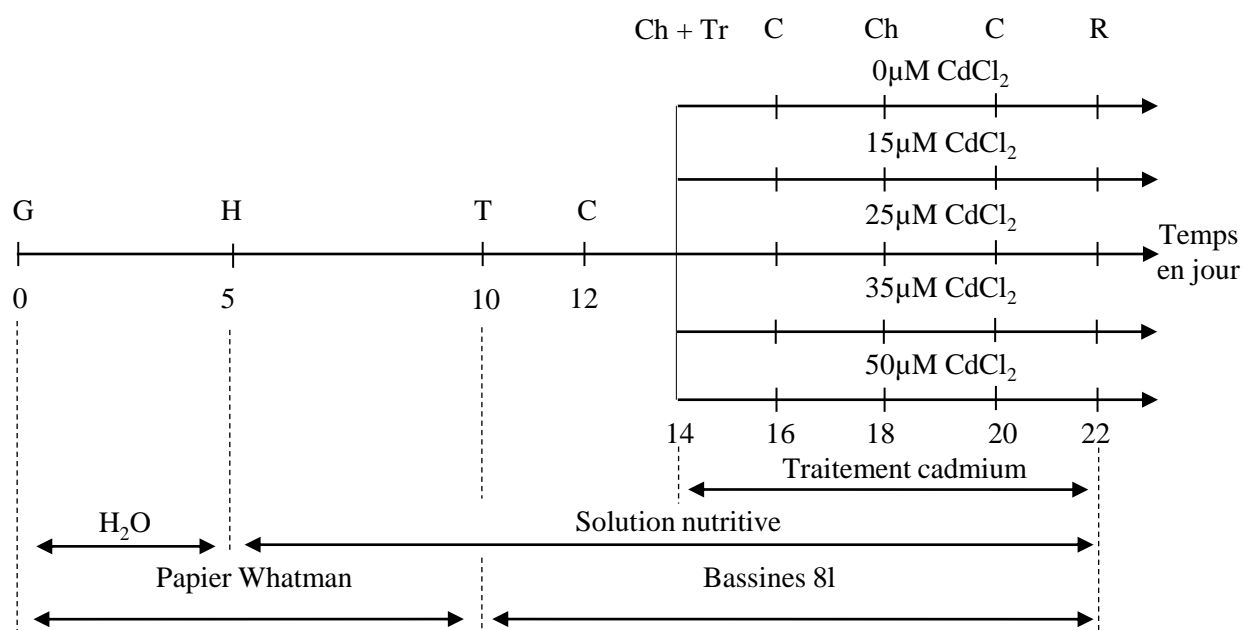 Ch + Tr C Ch C R
0µM CdCl₂
15µM CdCl₂
G H T C
25µM CdCl₂
Temps
en jour
0 5 10 12
35µM CdCl₂
50µM CdCl₂
14 16 18 20 22
Traitement cadmium
H₂O
Solution nutritive
Papier Whatman
Bassines 8l